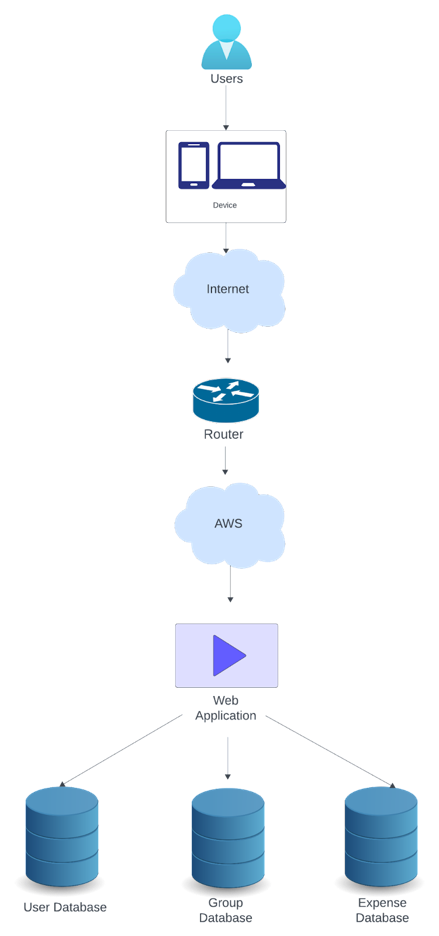 Users
Device
Internet
Router
AWS
Web
Application
User Database
Group
Database
Expense
Database